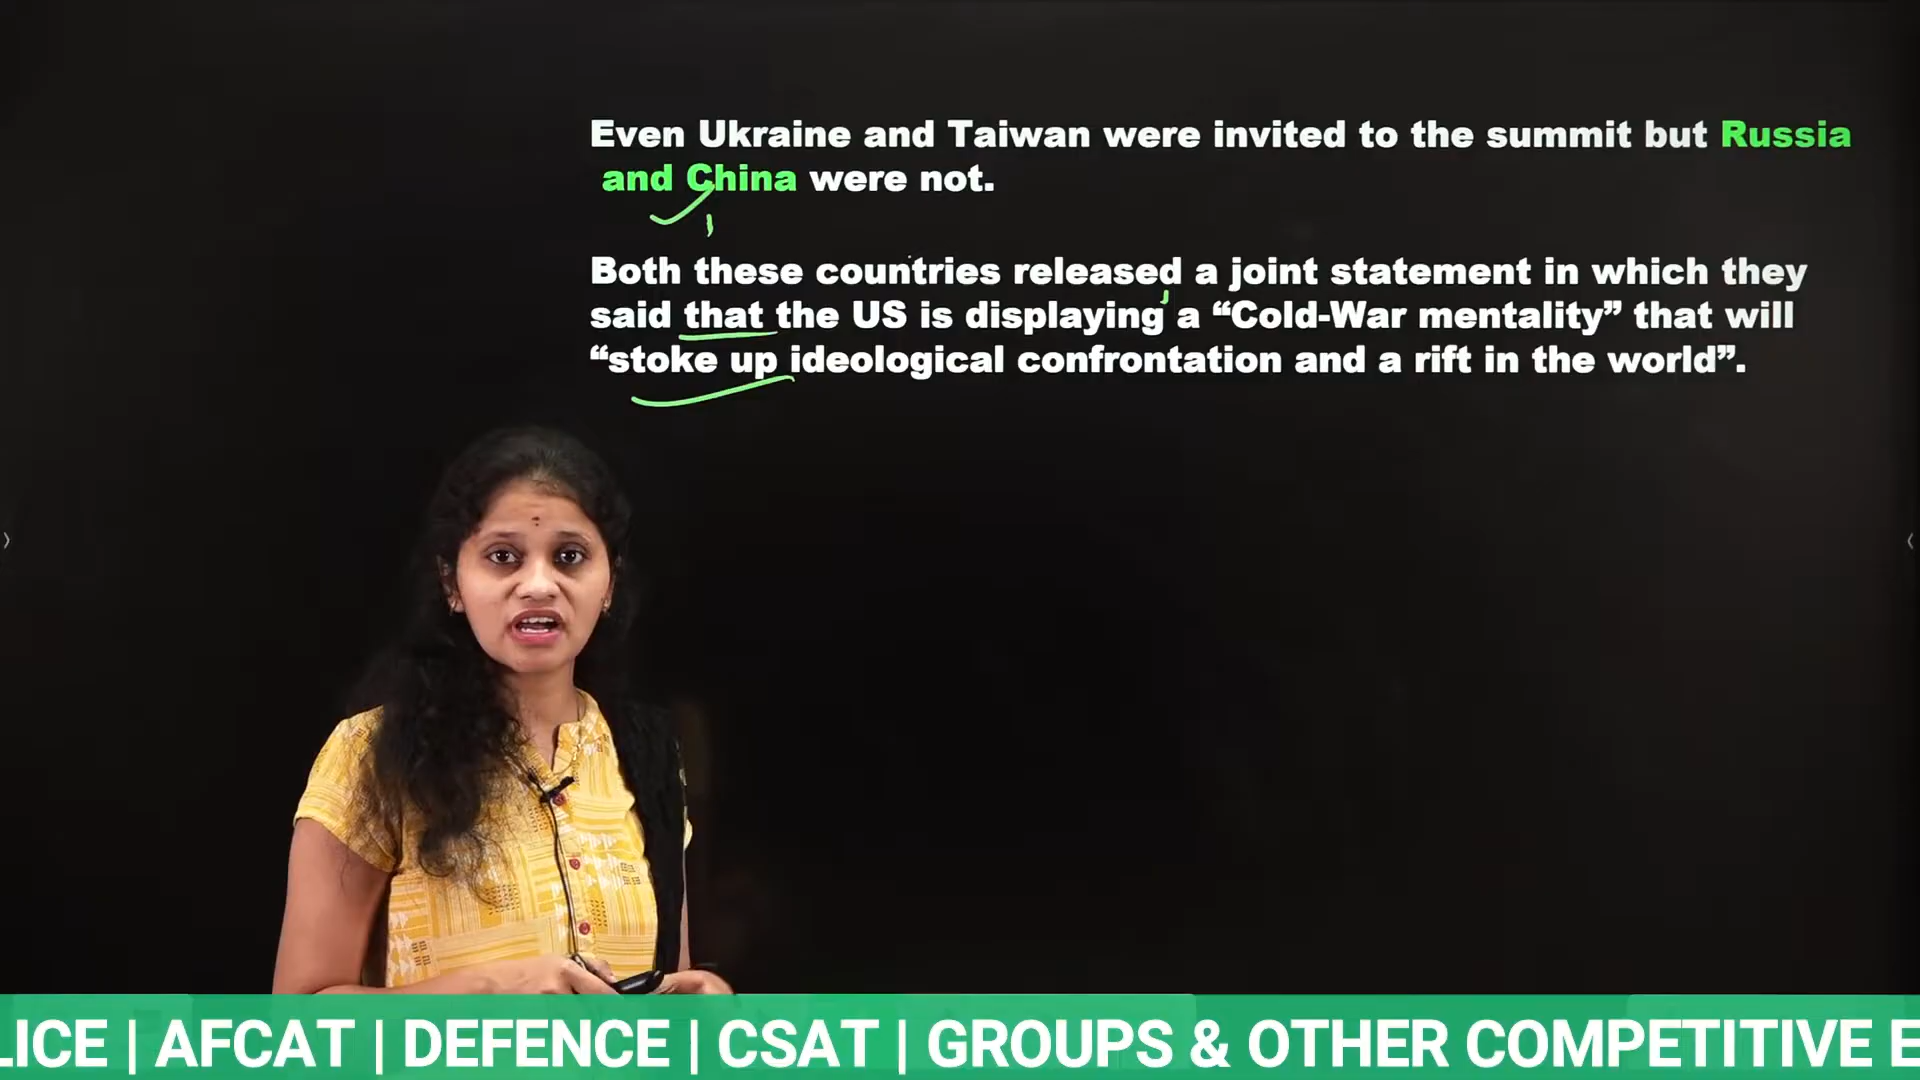 Even Ukraine and Taiwan were invited to the summit but Russia
and China were not.
Both these countries released a joint statement in which they
said that the US is displaying a “Cold-War mentality” that will
“stoke up ideological confrontation and a rift in the world”.
LICE | AFCAT | DEFENCE | CSAT | GROUPS & OTHER COMPETITIVE E